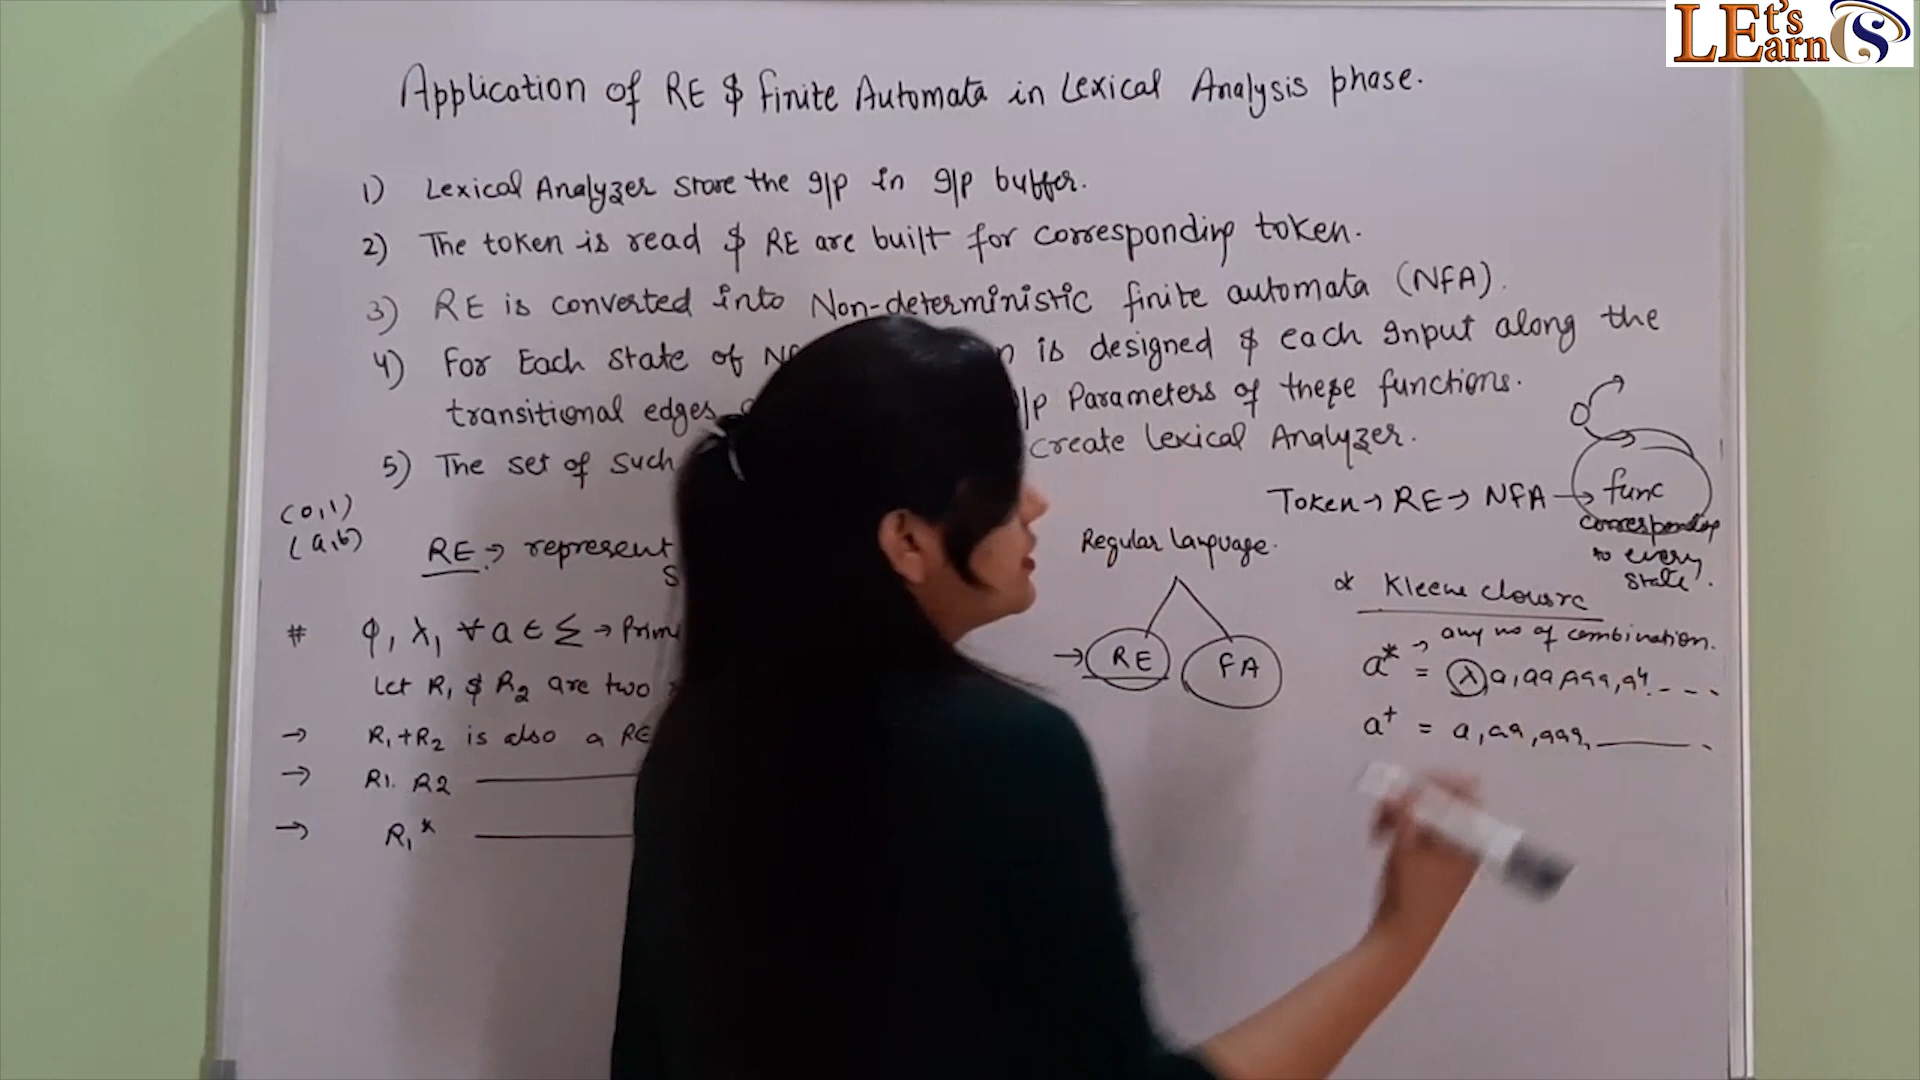 LEt's Earn CS
Application of RE $ finite Automata in Lexical Analysis phase.
1) Lexical Analyzer store the I/p in I/p buffer.
2) The token is read $ RE are built for corresponding token.
3) RE is converted into Non-deterministic finite automata (NFA).
4) For Each state of is designed $ each Input along the
transitional edges Parameters of these functions.
5) The set of such create Lexical Analyzer.
(0,1)
(a,b)
RE → represent
Regular language.
RE
FA
Token → RE → NFA → func
corresponding
to every
state.
# φ, λ, ∀ a ∈ Σ →
Let R1 $ R2 are two
→ R1+R2 is also a RE
→ R1. R2
→ R1*
* Kleene clousre
→ any no of combination.
a* = λ a, aa, aaa, a4 - - - -
a+ = a, aa, aaa,